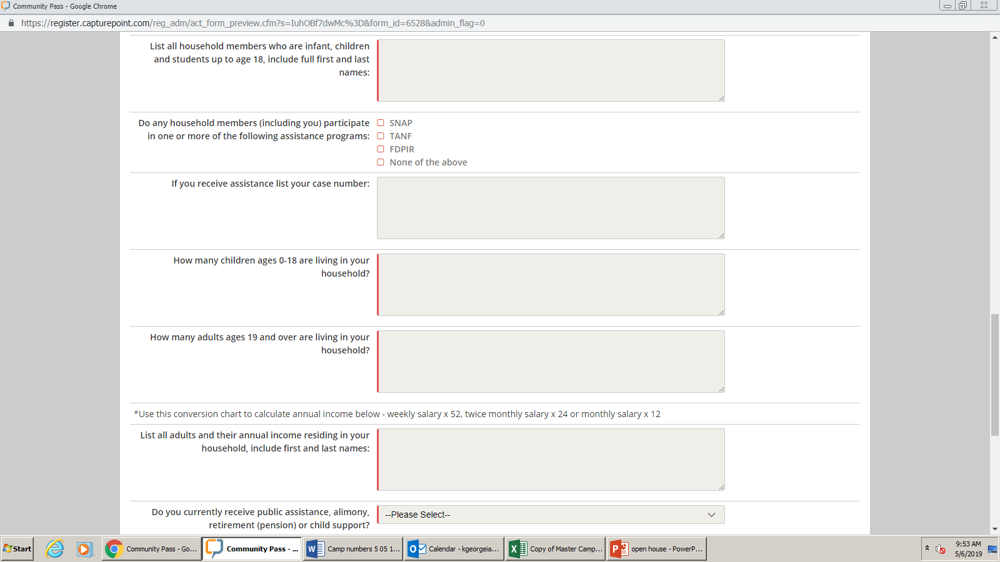 Community Pass - Google Chrome
https://register.capturepoint.com/reg_adm/act_form_preview.cfm?s=IuhOBf7dwMc%3D&form_id=6528&admin_flag=0
List all household members who are infant, children
and students up to age 18, include full first and last
names:
Do any household members (including you) participate
in one or more of the following assistance programs:
SNAP
TANF
FDPIR
None of the above
If you receive assistance list your case number:
How many children ages 0-18 are living in your
household?
How many adults ages 19 and over are living in your
household?
*Use this conversion chart to calculate annual income below - weekly salary x 52, twice monthly salary x 24 or monthly salary x 12
List all adults and their annual income residing in your
household, include first and last names:
Do you currently receive public assistance, alimony,
retirement (pension) or child support?
--Please Select--
Start
Community Pass - Go...
Community Pass - ...
Camp numbers 5 05 1...
Calendar - kgeorgeia...
Copy of Master Camp...
open house - PowerP...
9:53 AM
5/6/2019